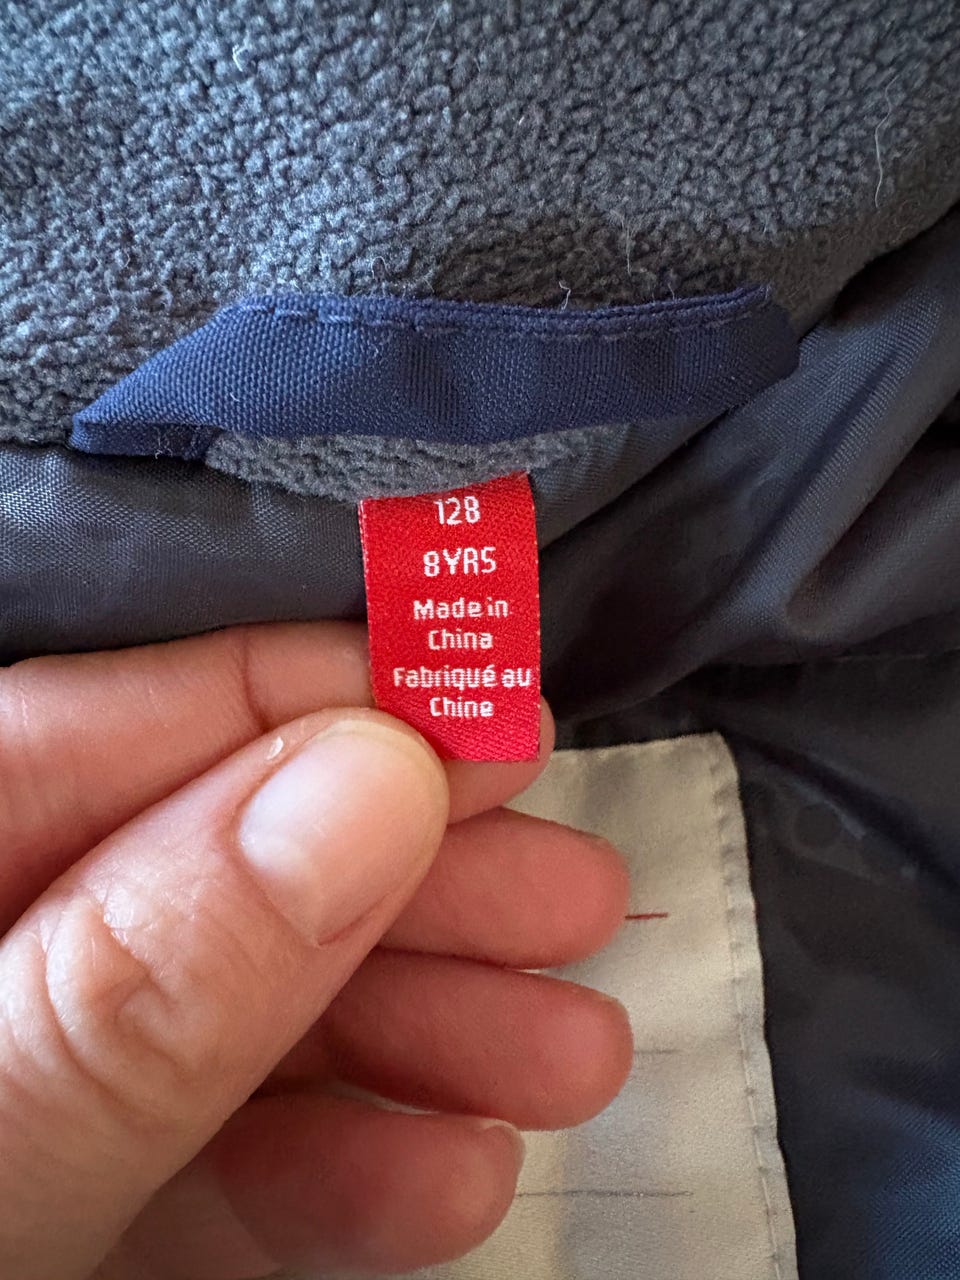 128
8YRS
Made in
China
Fabriqué au
Chine